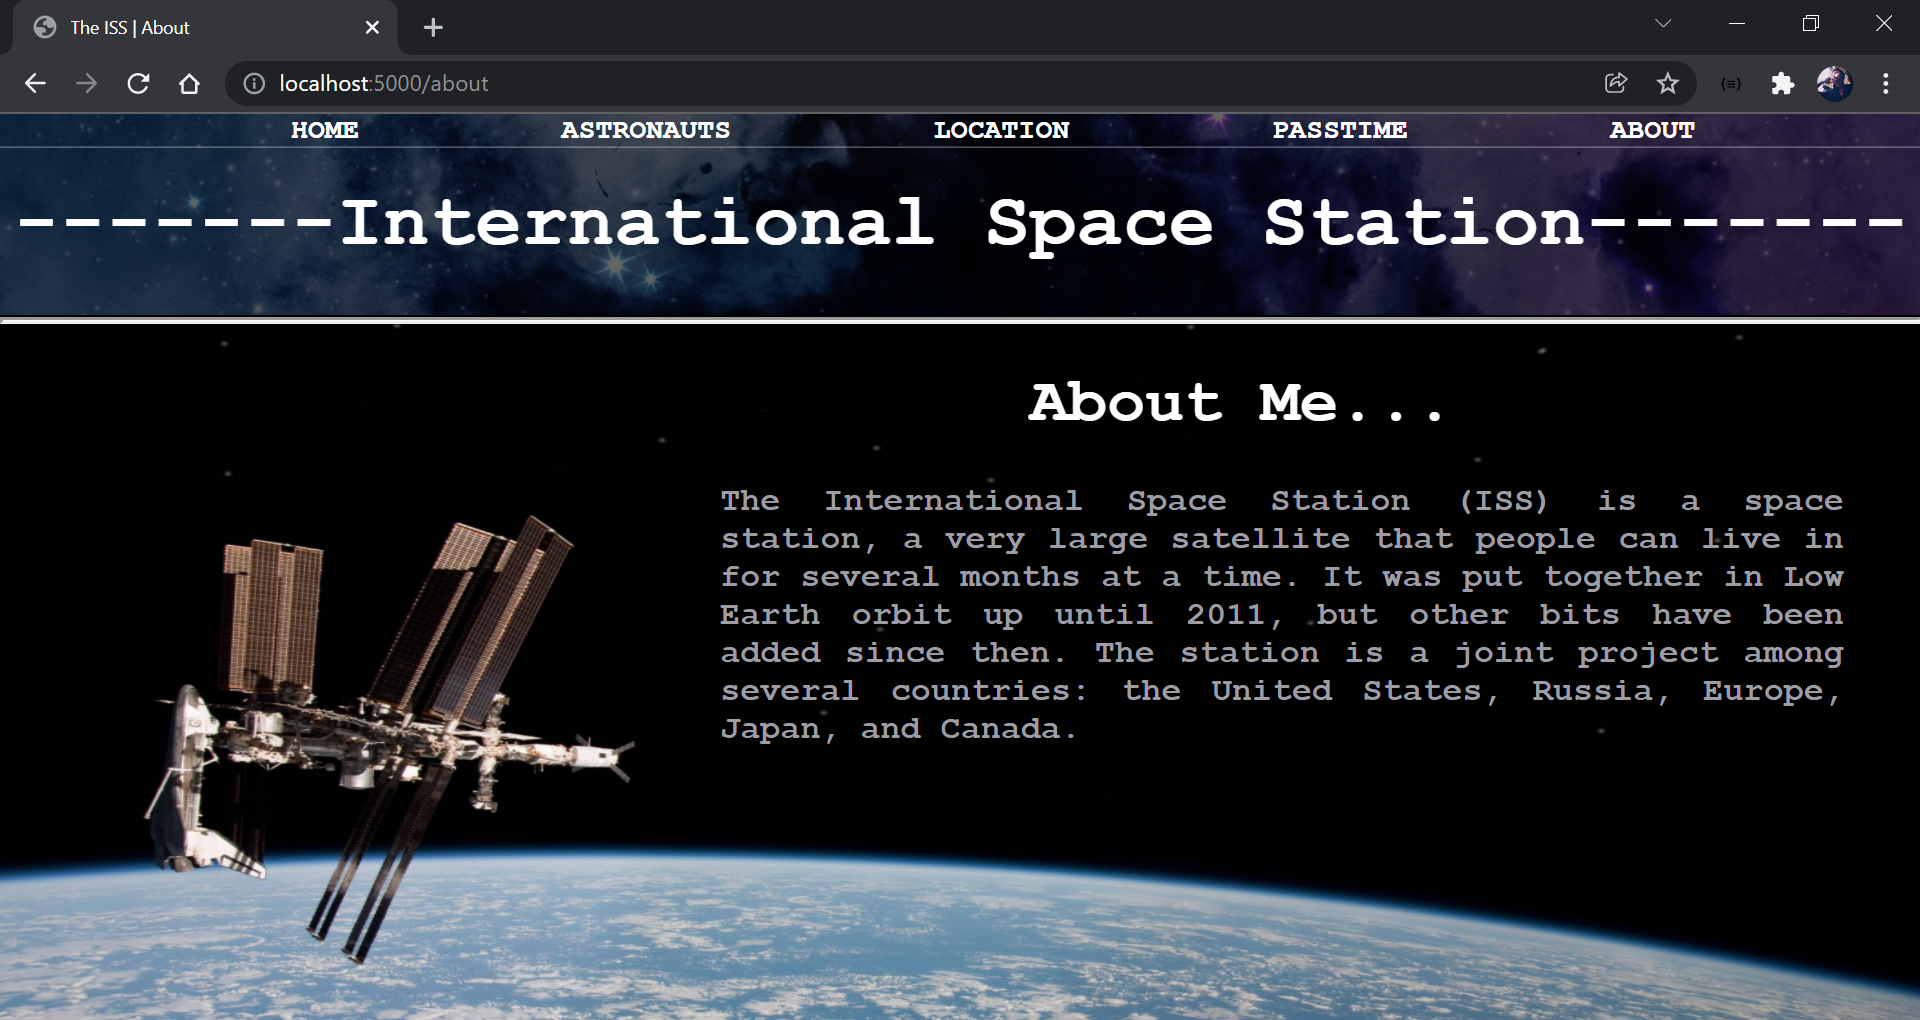 The ISS | About
localhost:5000/about
HOME ASTRONAUTS LOCATION PASSTIME ABOUT
-------International Space Station-------
About Me...
The International Space Station (ISS) is a space
station, a very large satellite that people can live in
for several months at a time. It was put together in Low
Earth orbit up until 2011, but other bits have been
added since then. The station is a joint project among
several countries: the United States, Russia, Europe,
Japan, and Canada.